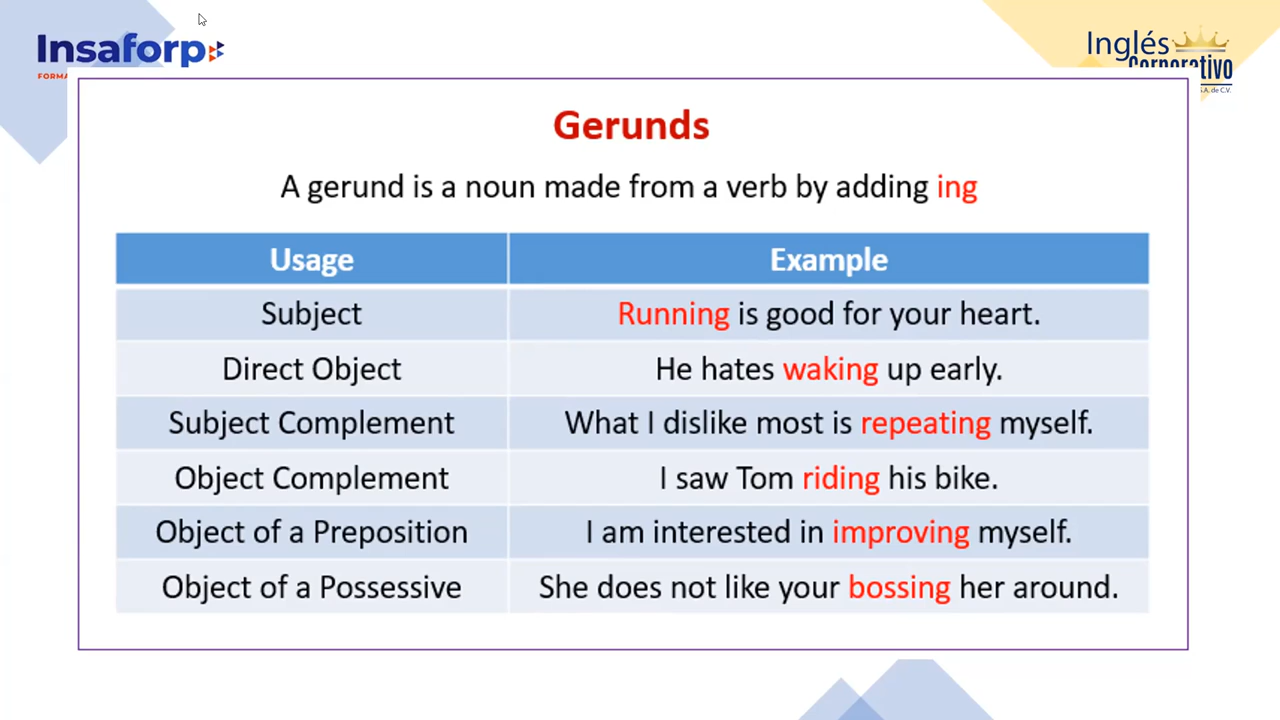 Insaforp
FORMA
Inglés
Corporativo
S.A. de C.V.
Gerunds
A gerund is a noun made from a verb by adding ing
Usage Example
Subject Running is good for your heart.
Direct Object He hates waking up early.
Subject Complement What I dislike most is repeating myself.
Object Complement I saw Tom riding his bike.
Object of a Preposition I am interested in improving myself.
Object of a Possessive She does not like your bossing her around.